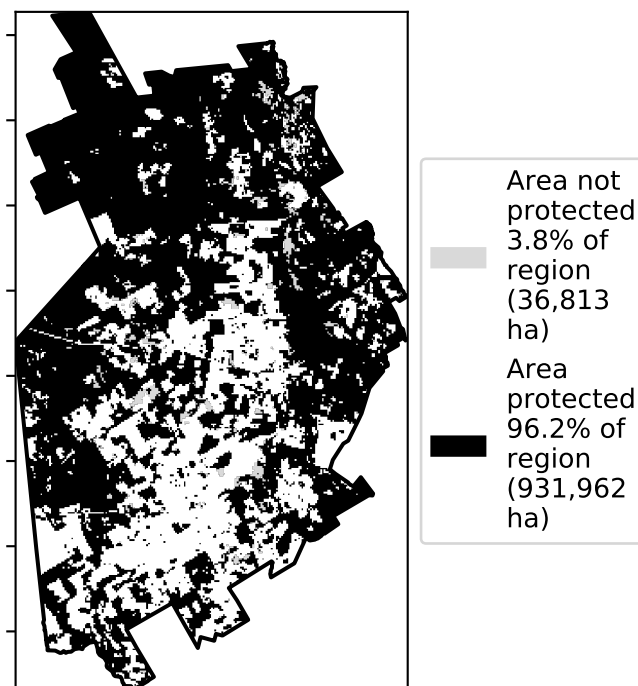 Area not
protected
3.8% of
region
(36,813
ha)
Area
protected
96.2% of
region
(931,962
ha)